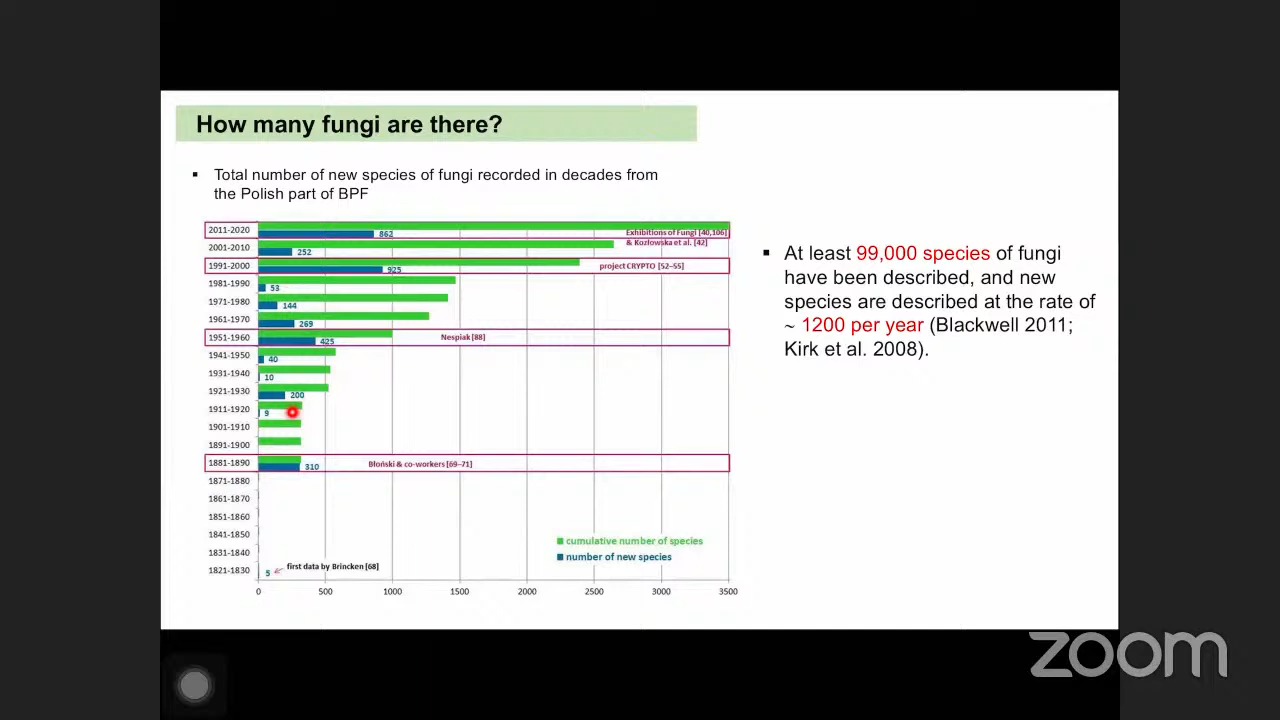 How many fungi are there?
▪ Total number of new species of fungi recorded in decades from
the Polish part of BPF
2011-2020
862
Exhibitions of Fungi [40,106]
& Kozłowska et al. [42]
2001-2010
252
1991-2000
925
project CRYPTO [52–55]
1981-1990
53
1971-1980
144
1961-1970
269
1951-1960
425
Nespiak [88]
1941-1950
40
1931-1940
10
1921-1930
200
1911-1920
9
1901-1910
1891-1900
1881-1890
310
Błoński & co-workers [69–71]
1871-1880
1861-1870
1851-1860
1841-1850
1831-1840
1821-1830
5
first data by Brincken [68]
cumulative number of species
number of new species
0 500 1000 1500 2000 2500 3000 3500
▪ At least 99,000 species of fungi
have been described, and new
species are described at the rate of
~ 1200 per year (Blackwell 2011;
Kirk et al. 2008).
zoom